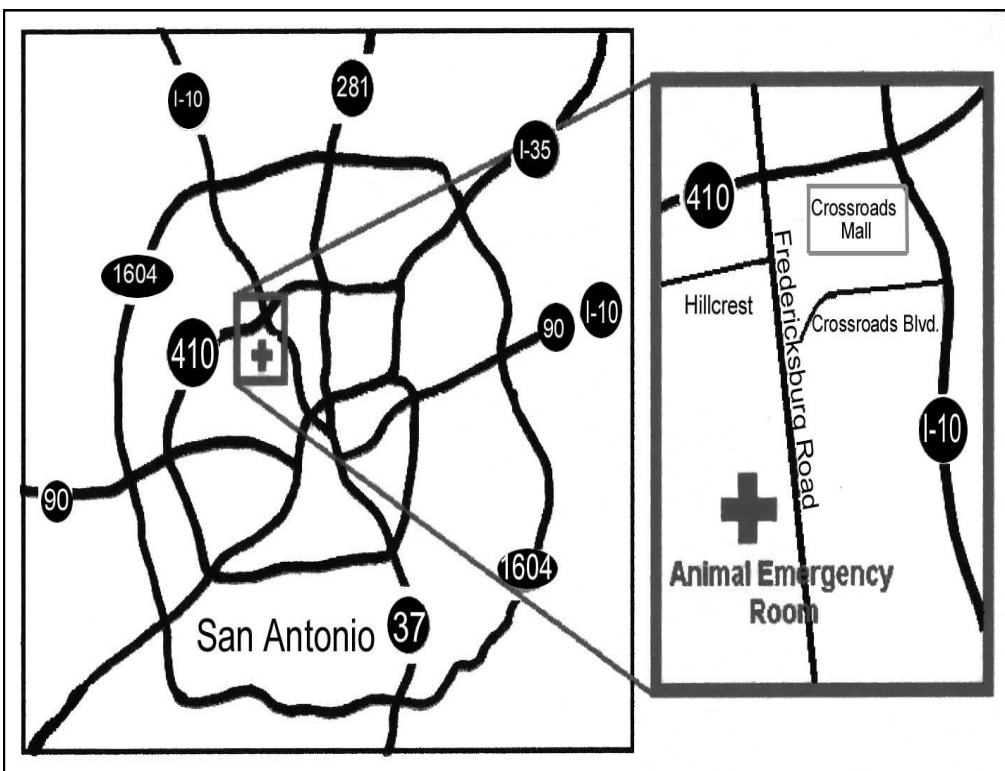 I-10
281
I-35
1604
410
90
I-10
90
1604
San Antonio
37
410
Crossroads
Mall
Fredericksburg Road
Hillcrest
Crossroads Blvd.
I-10
Animal Emergency
Room